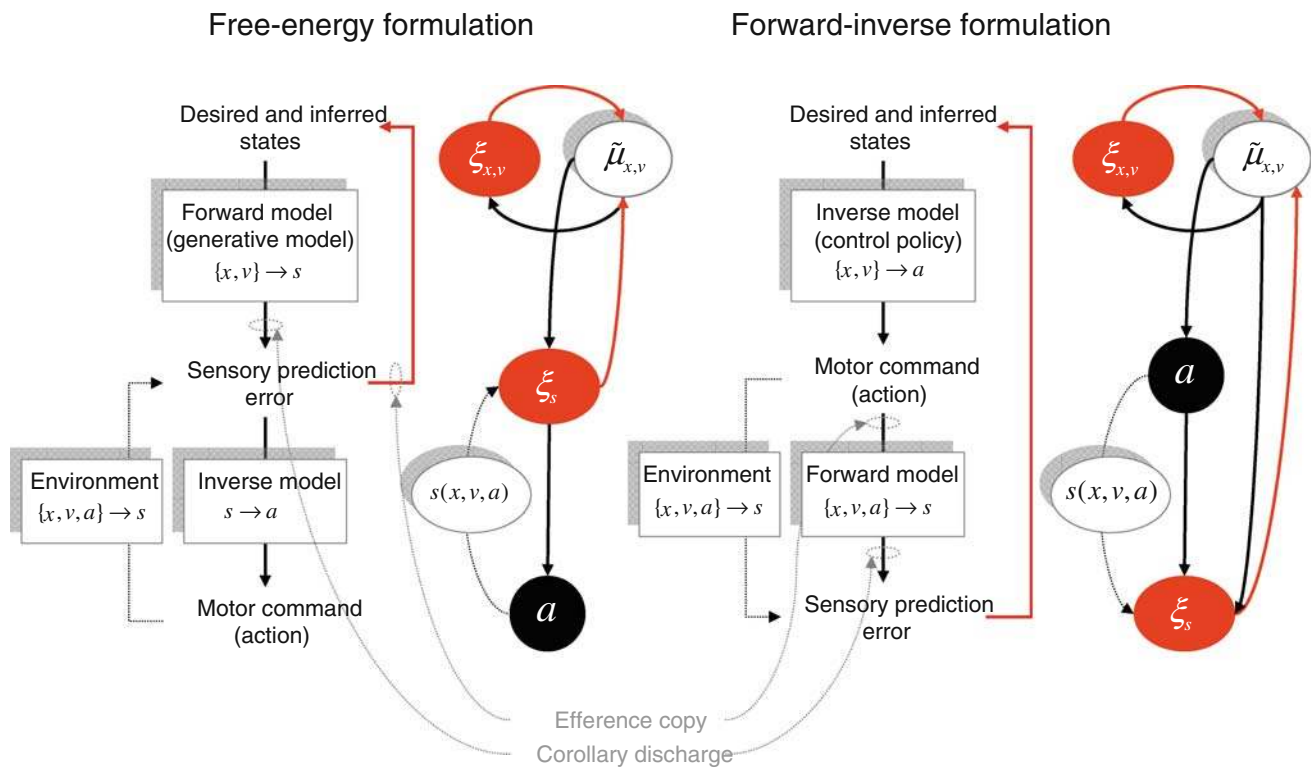 Free-energy formulation
Forward-inverse formulation
Desired and inferred
states
Forward model
(generative model)
{x, v} → s
Sensory prediction
error
Environment
{x, v, a} → s
Inverse model
s → a
Motor command
(action)
ξx,v
μ̃x,v
ξs
s(x, v, a)
a
Desired and inferred
states
Inverse model
(control policy)
{x, v} → a
Motor command
(action)
Environment
{x, v, a} → s
Forward model
{x, v, a} → s
Sensory prediction
error
ξx,v
μ̃x,v
a
s(x, v, a)
ξs
Efference copy
Corollary discharge